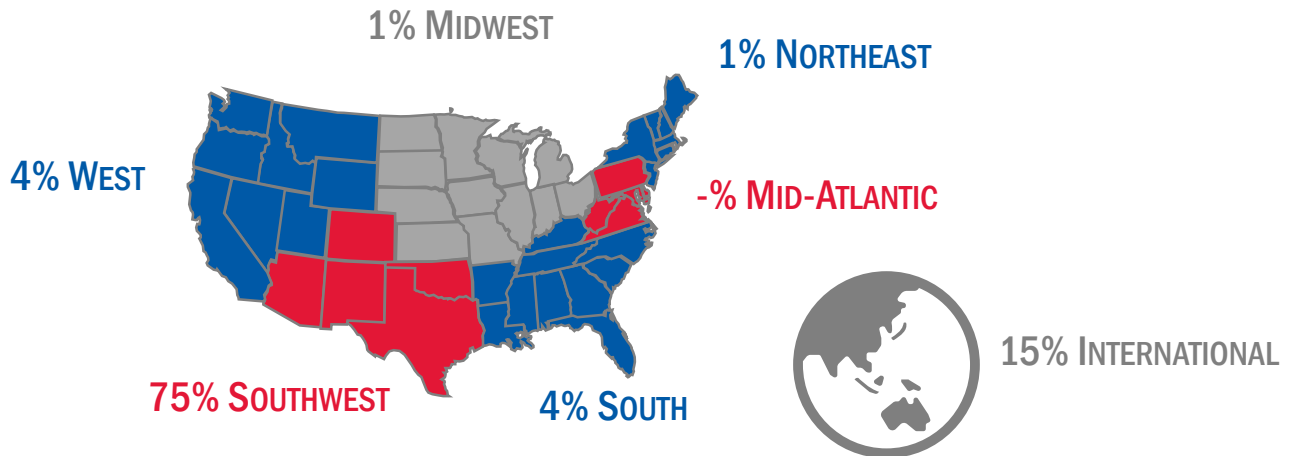 1% MIDWEST
1% NORTHEAST
4% WEST
-% MID-ATLANTIC
15% INTERNATIONAL
75% SOUTHWEST
4% SOUTH